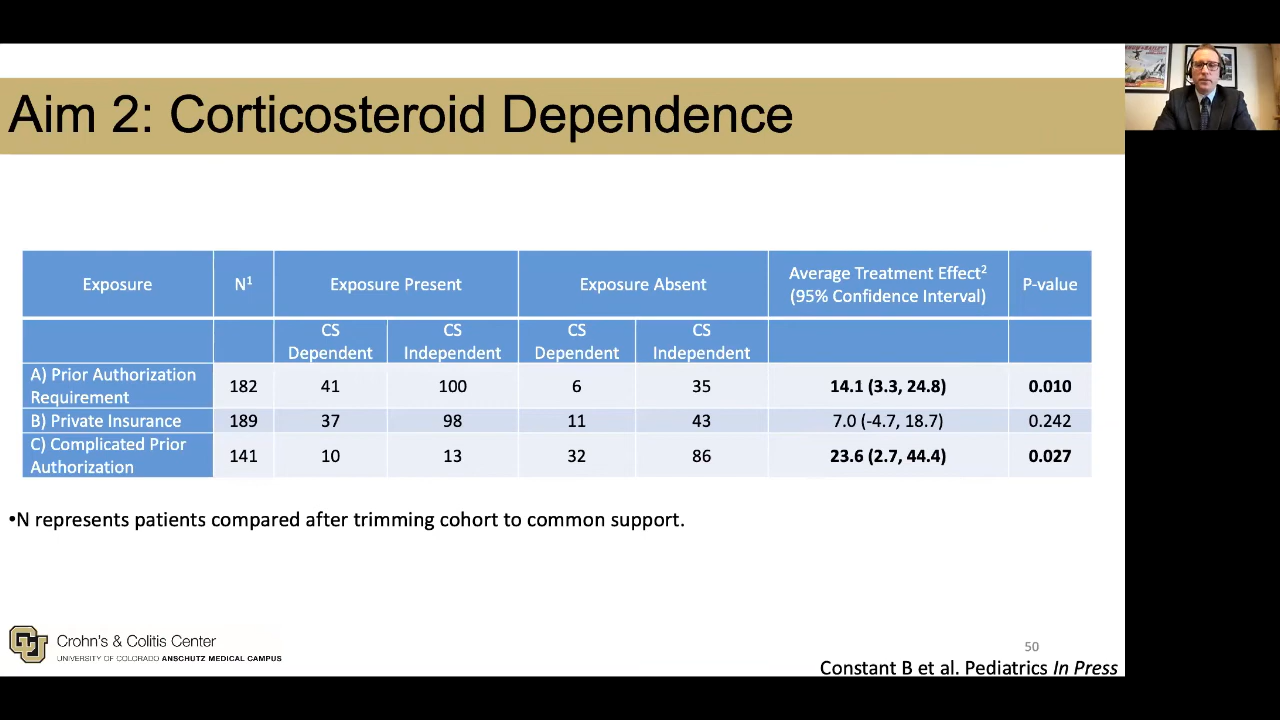 Aim 2: Corticosteroid Dependence
Exposure N¹ Exposure Present Exposure Absent Average Treatment Effect² (95% Confidence Interval) P-value
CS Dependent CS Independent CS Dependent CS Independent
A) Prior Authorization Requirement 182 41 100 6 35 14.1 (3.3, 24.8) 0.010
B) Private Insurance 189 37 98 11 43 7.0 (-4.7, 18.7) 0.242
C) Complicated Prior Authorization 141 10 13 32 86 23.6 (2.7, 44.4) 0.027
•N represents patients compared after trimming cohort to common support.
CU
Crohn's & Colitis Center
UNIVERSITY OF COLORADO ANSCHUTZ MEDICAL CAMPUS
50
Constant B et al. Pediatrics In Press